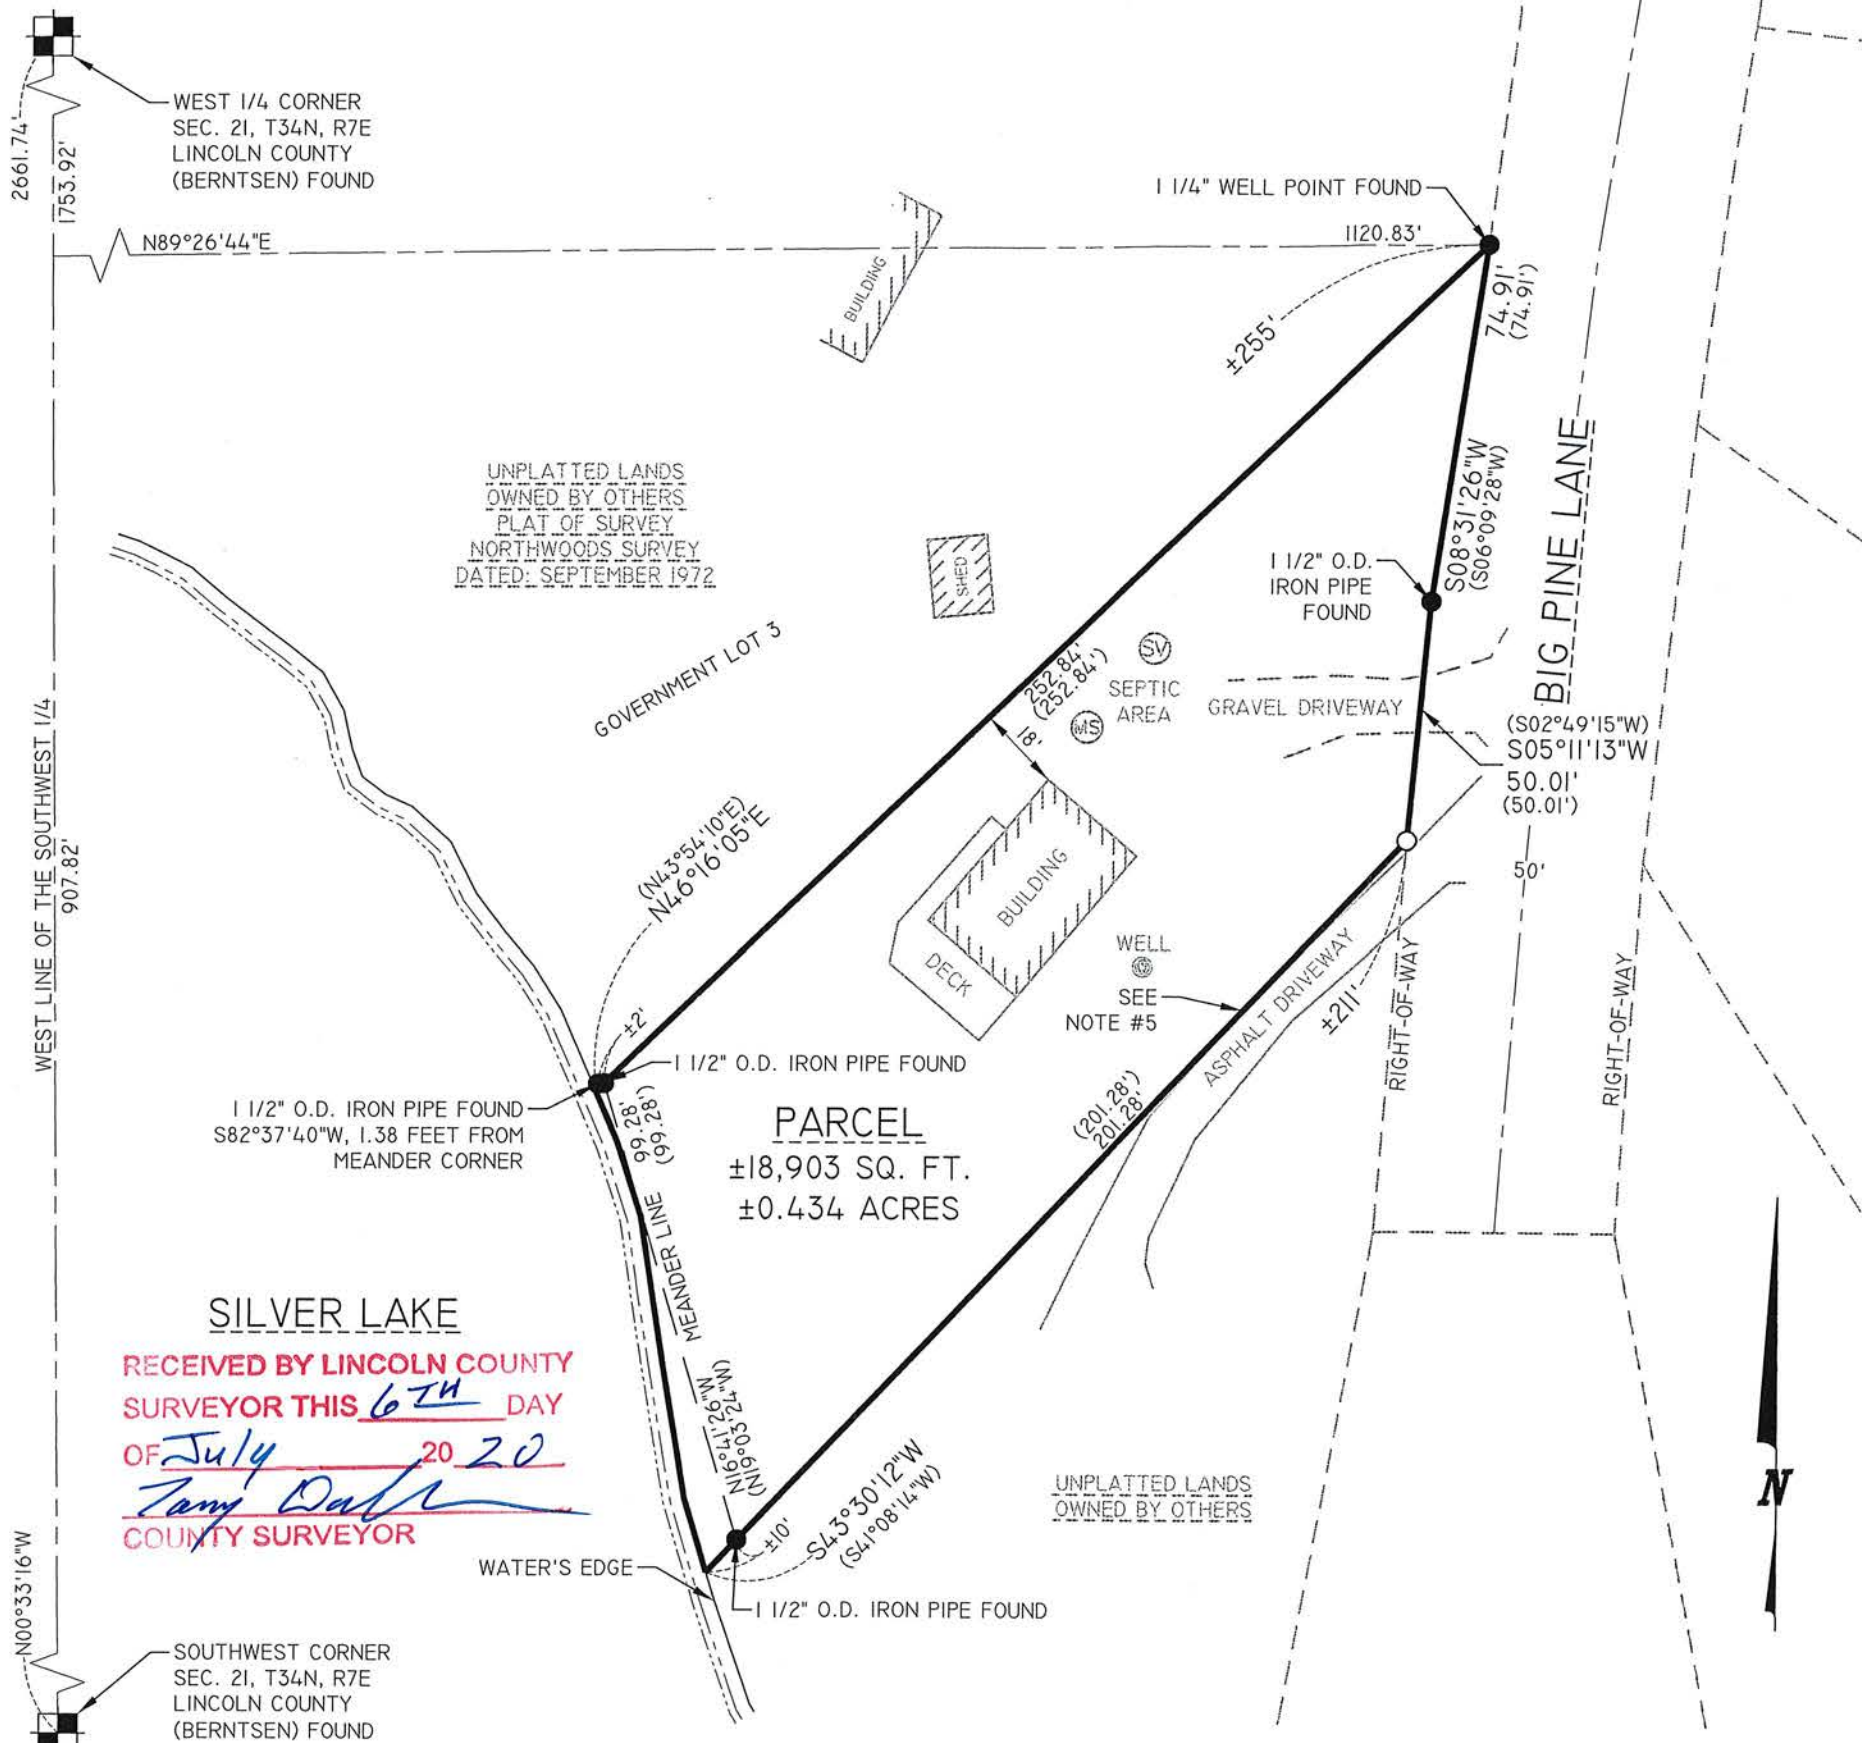 WEST 1/4 CORNER
SEC. 21, T34N, R7E
LINCOLN COUNTY
(BERNTSEN) FOUND
2661.74'
1753.92'
N89°26'44"E
1120.83'
1 1/4" WELL POINT FOUND
BUILDING
±255'
74.91'
(74.91')
S08°31'26"W
(S06°09'28"W)
BIG PINE LANE
UNPLATTED LANDS
OWNED BY OTHERS
PLAT OF SURVEY
NORTHWOODS SURVEY
DATED: SEPTEMBER 1972
SHED
1 1/2" O.D.
IRON PIPE
FOUND
GOVERNMENT LOT 3
252.84'
(252.84')
18'
SV
SEPTIC
AREA
MS
GRAVEL DRIVEWAY
(S02°49'15"W)
S05°11'13"W
50.01'
(50.01')
50'
WEST LINE OF THE SOUTHWEST 1/4
907.82'
(N43°54'10"E)
N46°16'05"E
BUILDING
DECK
WELL
SEE
NOTE #5
ASPHALT DRIVEWAY
±211'
RIGHT-OF-WAY
RIGHT-OF-WAY
±2'
1 1/2" O.D. IRON PIPE FOUND
1 1/2" O.D. IRON PIPE FOUND
S82°37'40"W, 1.38 FEET FROM
MEANDER CORNER
99.28'
(99.28')
PARCEL
±18,903 SQ. FT.
±0.434 ACRES
(201.28')
201.28'
MEANDER LINE
SILVER LAKE
RECEIVED BY LINCOLN COUNTY
SURVEYOR THIS 6TH DAY
OF July 20 20
COUNTY SURVEYOR
N16°41'26"W
(N19°03'24"W)
±10'
S43°30'12"W
(S41°08'14"W)
UNPLATTED LANDS
OWNED BY OTHERS
N
WATER'S EDGE
1 1/2" O.D. IRON PIPE FOUND
N00°33'16"W
SOUTHWEST CORNER
SEC. 21, T34N, R7E
LINCOLN COUNTY
(BERNTSEN) FOUND